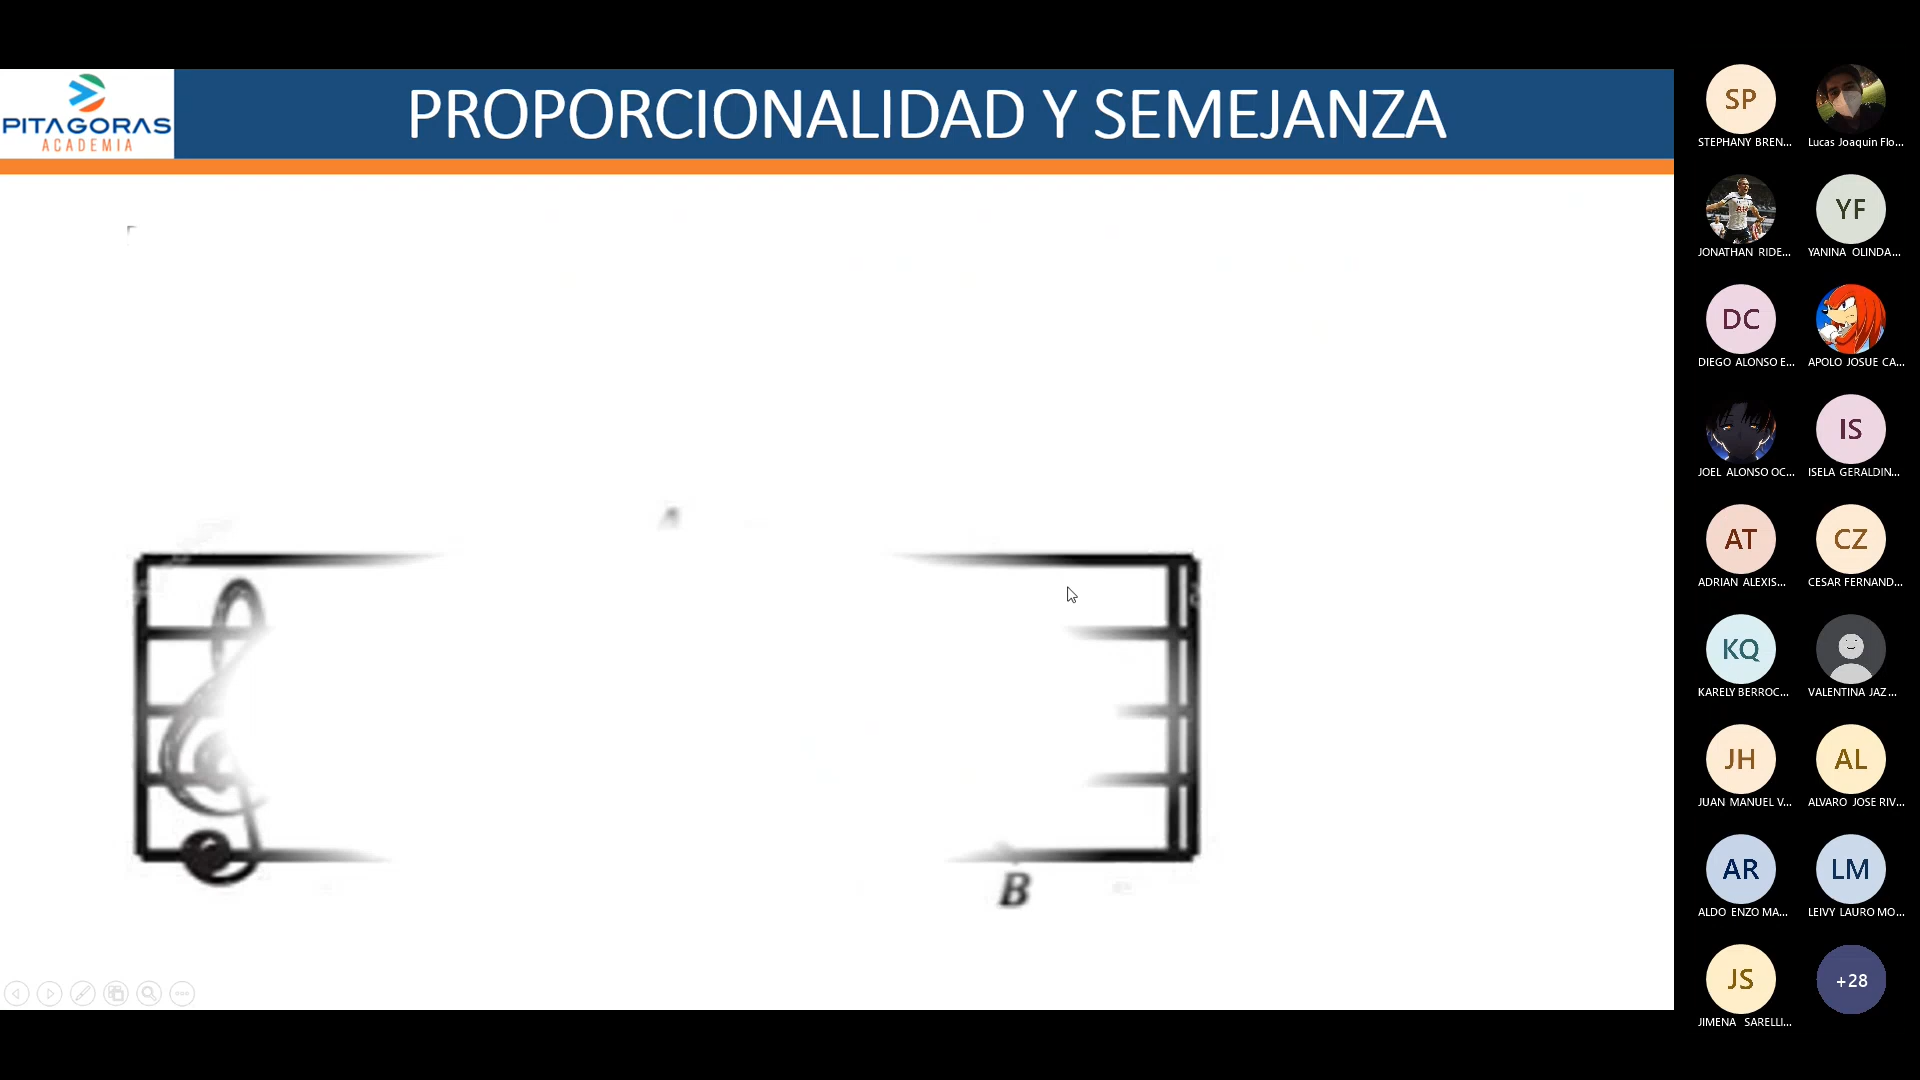 PITAGORAS
ACADEMIA
PROPORCIONALIDAD Y SEMEJANZA
B
SP
STEPHANY BREN...
Lucas Joaquin Flo...
JONATHAN RIDE...
YF
YANINA OLINDA...
DC
DIEGO ALONSO E...
APOLO JOSUE CA...
JOEL ALONSO OC...
IS
ISELA GERALDIN...
AT
ADRIAN ALEXIS...
CZ
CESAR FERNAND...
KQ
KARELY BERROC...
VALENTINA JAZ...
JH
JUAN MANUEL V...
AL
ALVARO JOSE RIV...
AR
ALDO ENZO MA...
LM
LEIVY LAURO MO...
JS
JIMENA SARELLI...
+28